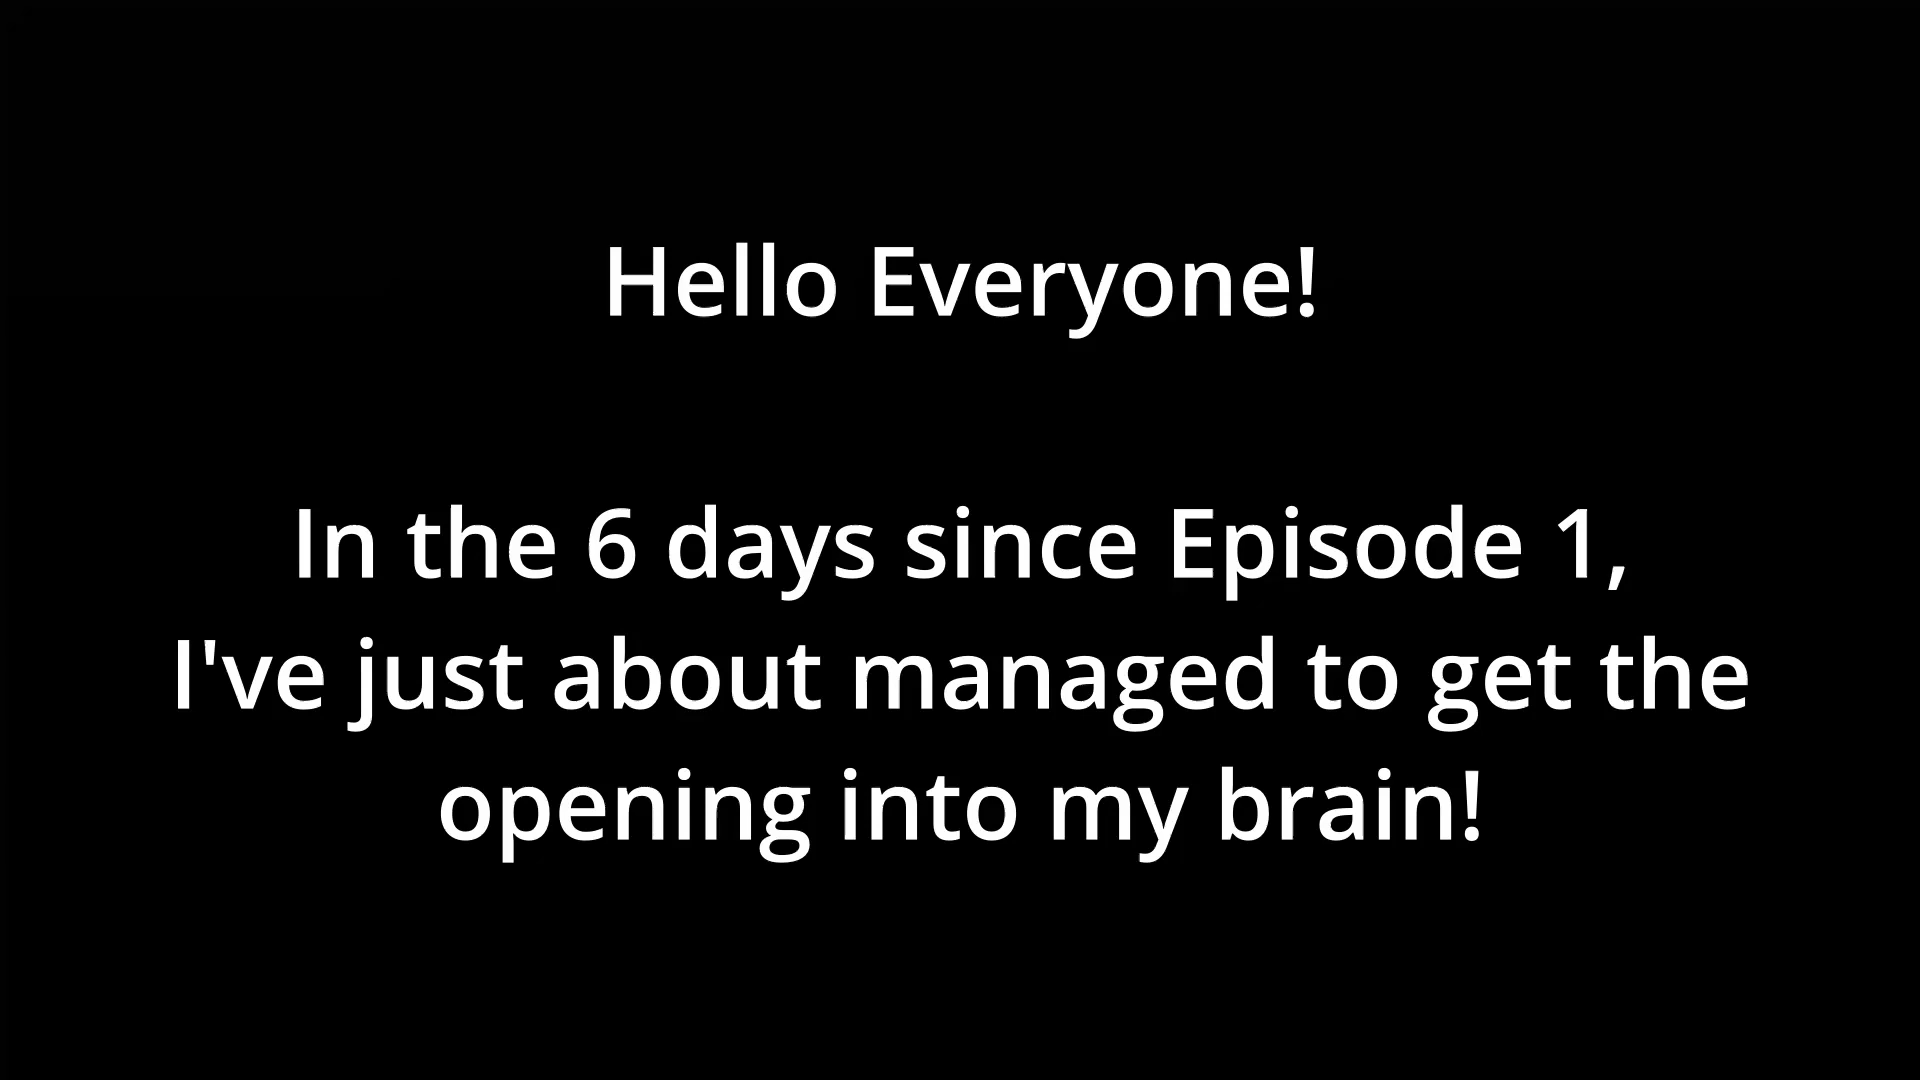 Hello Everyone!
In the 6 days since Episode 1,
I've just about managed to get the
opening into my brain!